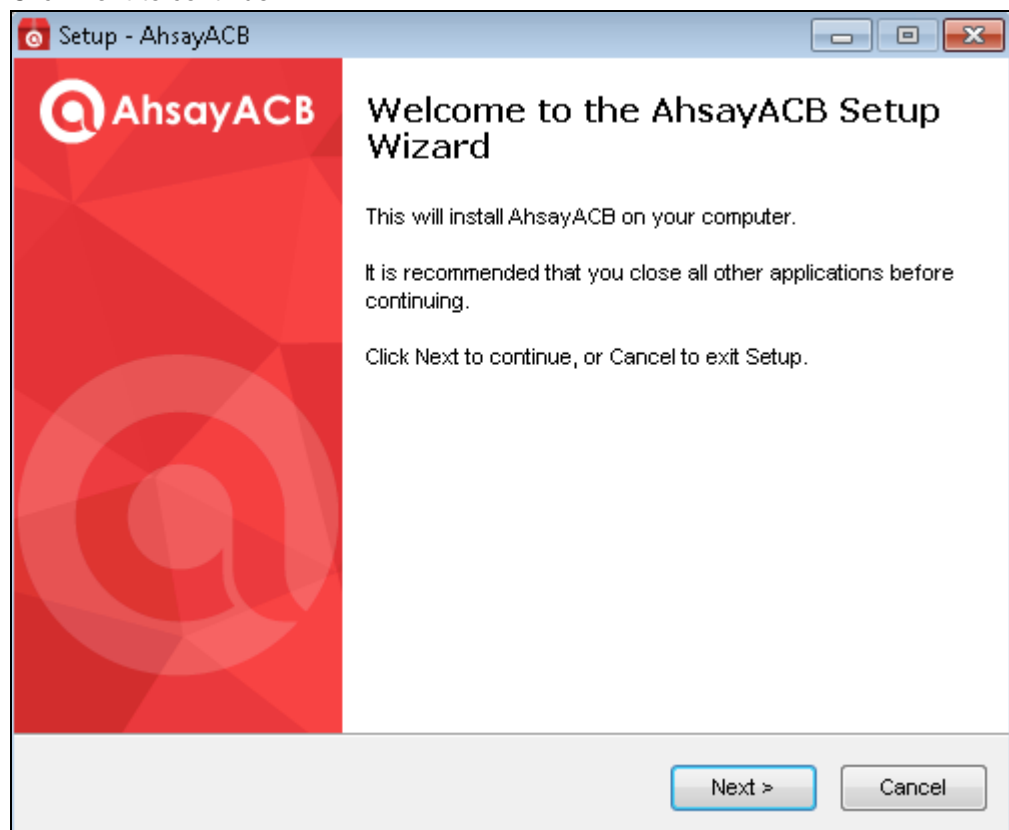 Setup - AhsayACB
AhsayACB
Welcome to the AhsayACB Setup
Wizard
This will install AhsayACB on your computer.
It is recommended that you close all other applications before
continuing.
Click Next to continue, or Cancel to exit Setup.
Next >
Cancel